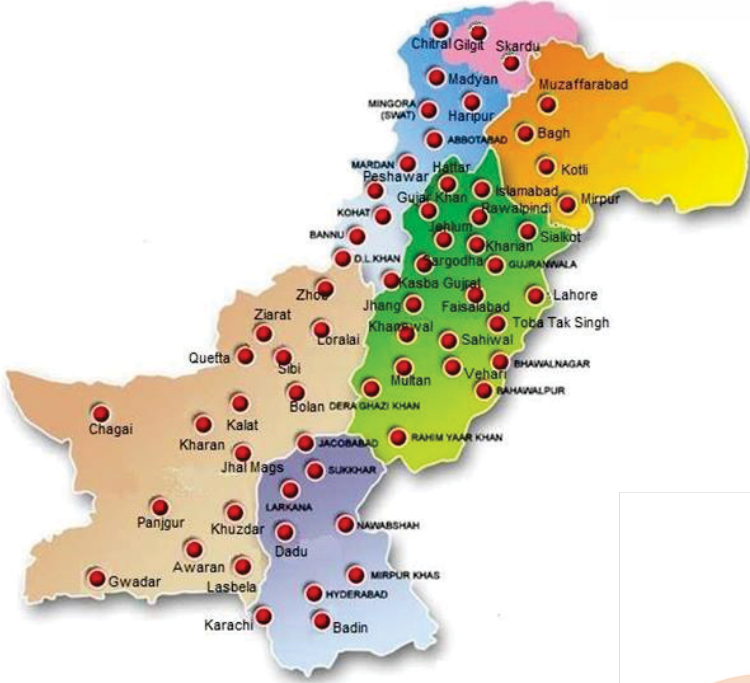 Chitral
Gilgit
Skardu
Madyan
Muzaffarabad
MINGORA
(SWAT)
Haripur
Bagh
ABBOTABAD
MARDAN
Hattar
Kotli
Peshawar
Islamabad
Gujar Khan
Mirpur
KOHAT
Rawalpindi
Jehlum
BANNU
Sialkot
Kharian
D.I.KHAN
Sargodha
GUJRANWALA
Kasba Gujrat
Zhob
Lahore
Jhang
Faisalabad
Ziarat
Toba Tak Singh
Khanewal
Loralai
Sahiwal
Quetta
Sibi
BHAWALNAGAR
Vehari
Multan
BAHAWALPUR
Bolan
DERA GHAZI KHAN
Chagai
Kalat
Kharan
RAHIM YAAR KHAN
JACOBABAD
Jhal Mags
SUKKHAR
LARKANA
Panjgur
Khuzdar
NAWABSHAH
Dadu
Awaran
Gwadar
Lasbela
MIRPUR KHAS
HYDERABAD
Karachi
Badin